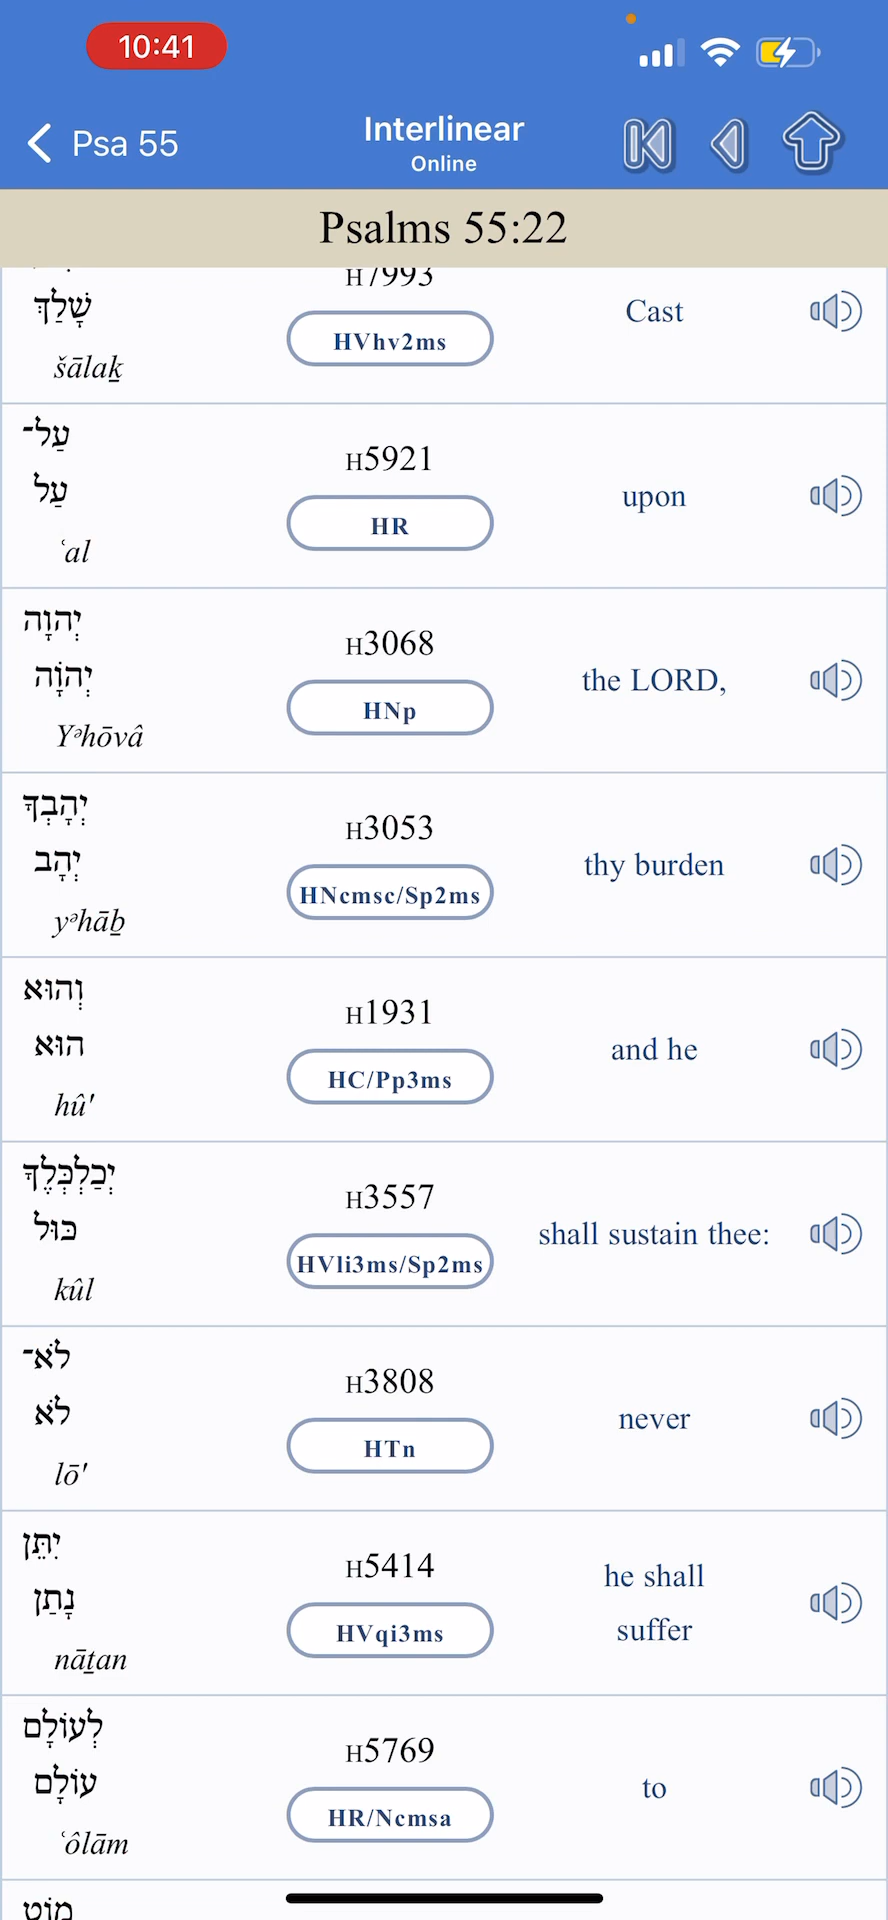 10:41
Psa 55
Interlinear
Online
Psalms 55:22
H7993
שָׁלַךְ
HVhv2ms
Cast
šālaḵ
עַל־
H5921
עַל
HR
upon
ʿal
יְהוָה
H3068
יְהֹוָה
HNp
the LORD,
Yᵊhōvâ
יְהָבְךָ
H3053
יְהָב
HNcmsc/Sp2ms
thy burden
yᵊhāḇ
וְהוּא
H1931
הוּא
HC/Pp3ms
and he
hû'
יְכַלְכְּלֶךָ
H3557
כּוּל
HVli3ms/Sp2ms
shall sustain thee:
kûl
לֹא־
H3808
לֹא
HTn
never
lō'
יִתֵּן
H5414
נָתַן
HVqi3ms
he shall
suffer
nāṯan
לְעוֹלָם
H5769
עוֹלָם
HR/Ncmsa
to
ʿôlām
מוֹט